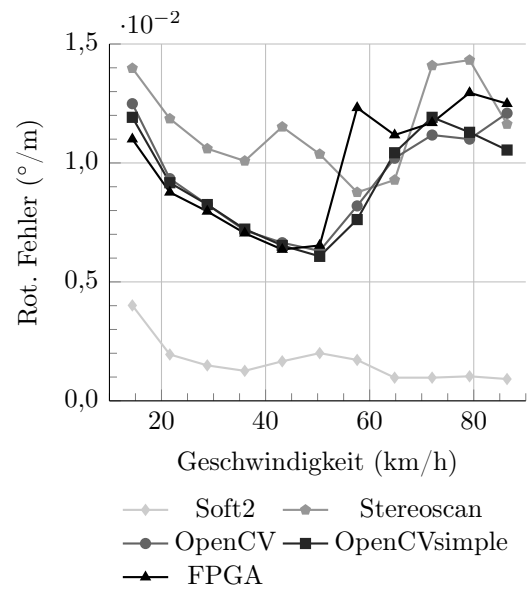 ·10⁻²
1,5
1,0
0,5
0,0
Rot. Fehler (°/m)
20 40 60 80
Geschwindigkeit (km/h)
Soft2 Stereoscan
OpenCV OpenCVsimple
FPGA